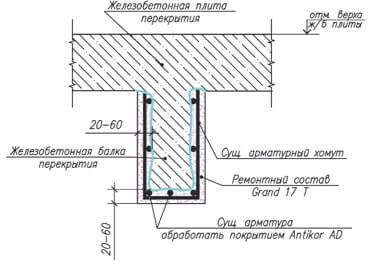 Железобетонная плита
перекрытия
отм. верха
ж/б плиты
20-60
Железобетонная балка
перекрытия
Сущ. арматурный хомут
Ремонтный состав
Grand 17 T
20-60
Сущ. арматура
обработать покрытием Antikor AD